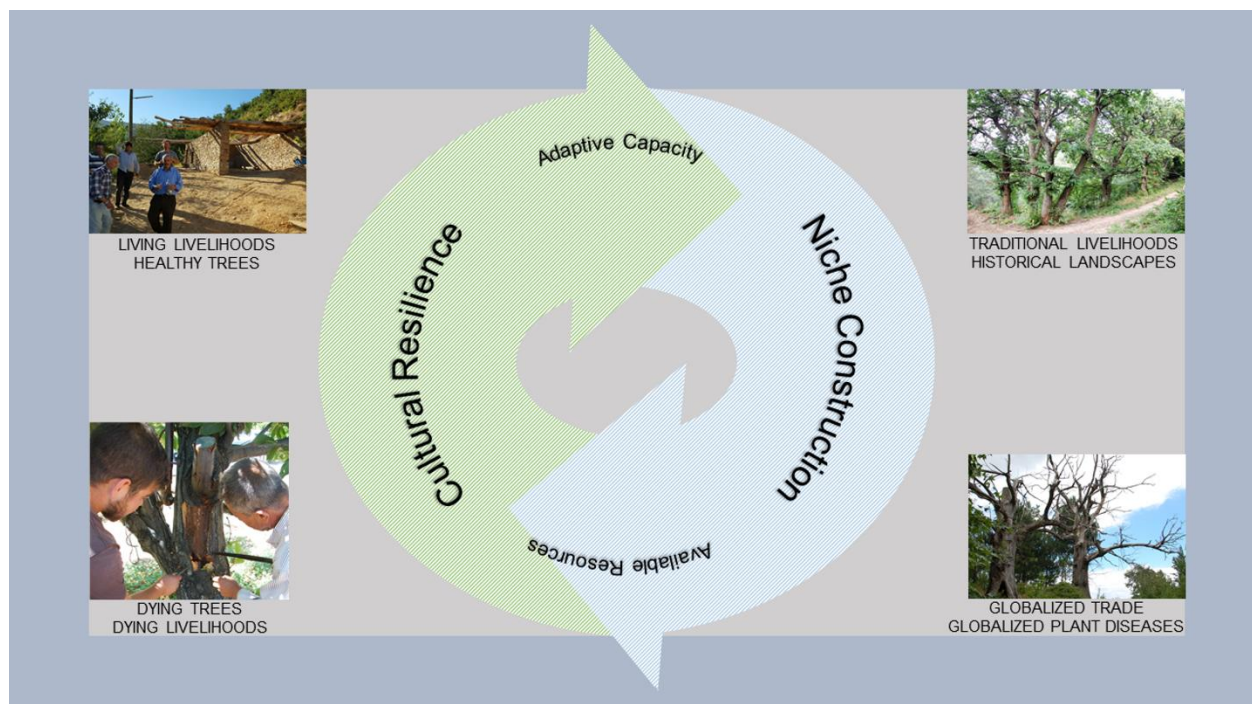 Adaptive Capacity
Cultural Resilience
Niche Construction
Available Resources
LIVING LIVELIHOODS
HEALTHY TREES
TRADITIONAL LIVELIHOODS
HISTORICAL LANDSCAPES
DYING TREES
DYING LIVELIHOODS
GLOBALIZED TRADE
GLOBALIZED PLANT DISEASES